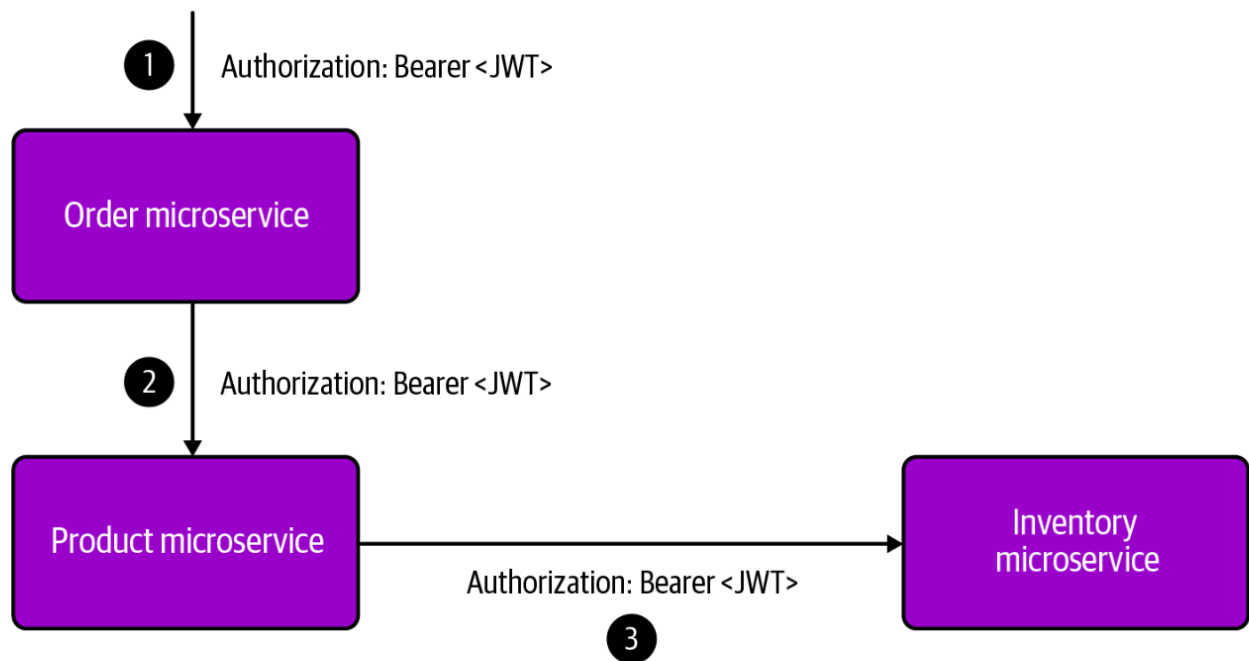 1
Authorization: Bearer <JWT>
Order microservice
2
Authorization: Bearer <JWT>
Product microservice
Inventory
microservice
Authorization: Bearer <JWT>
3